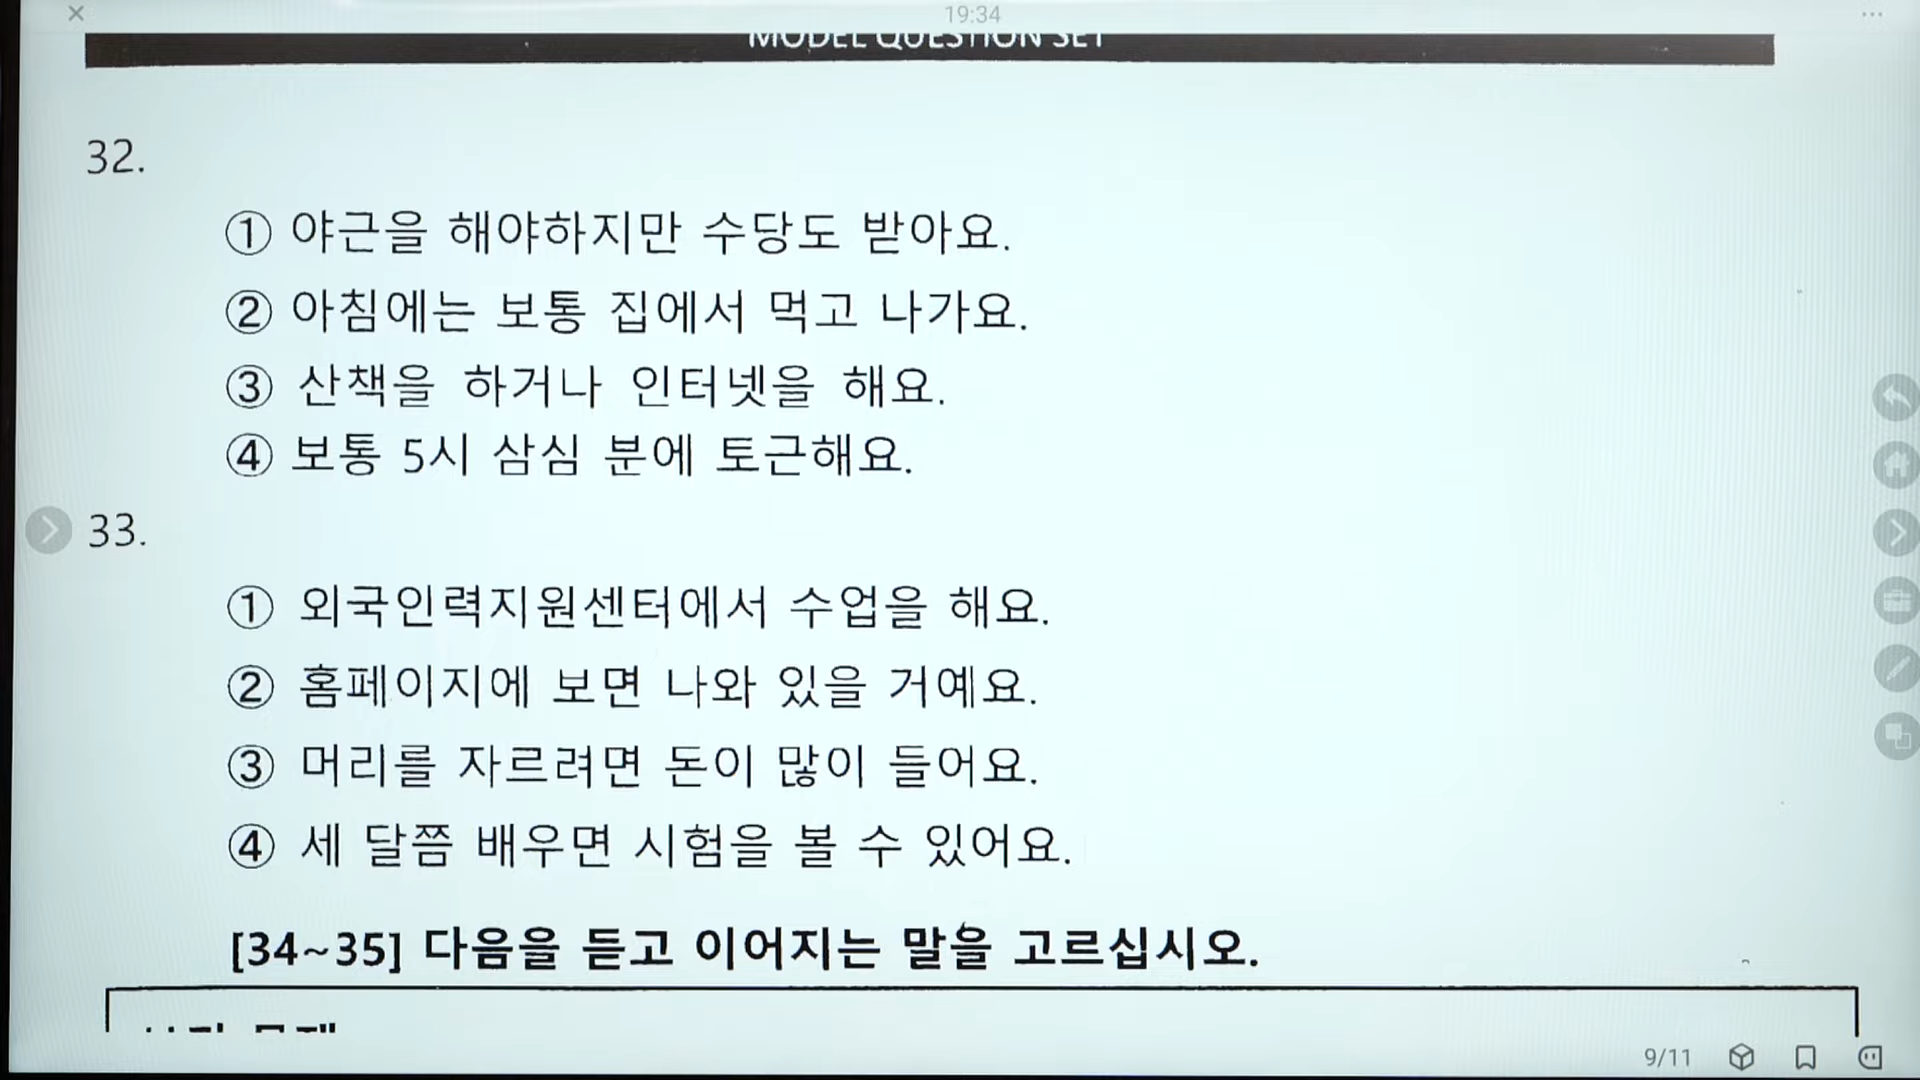 19:34
MODEL QUESTION SET
32.
① 야근을 해야하지만 수당도 받아요.
② 아침에는 보통 집에서 먹고 나가요.
③ 산책을 하거나 인터넷을 해요.
④ 보통 5시 삼심 분에 토근해요.
33.
① 외국인력지원센터에서 수업을 해요.
② 홈페이지에 보면 나와 있을 거예요.
③ 머리를 자르려면 돈이 많이 들어요.
④ 세 달쯤 배우면 시험을 볼 수 있어요.
[34~35] 다음을 듣고 이어지는 말을 고르십시오.
9/11